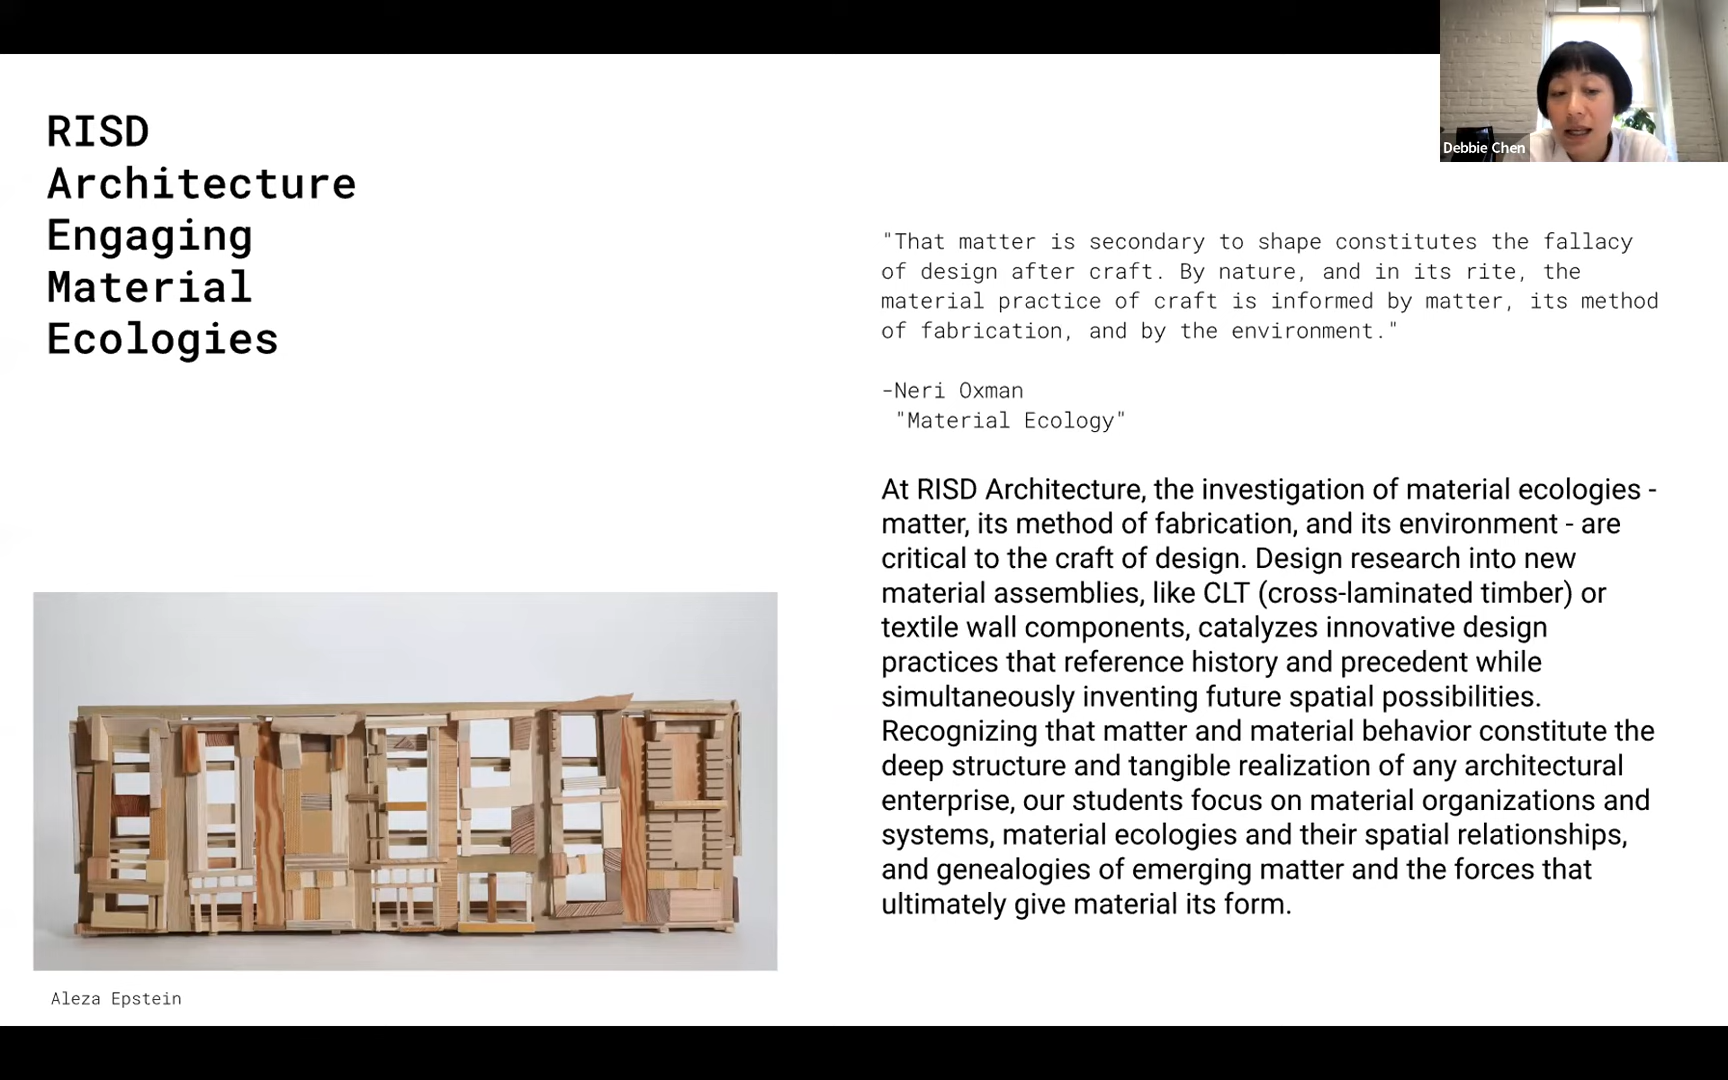 RISD
Architecture
Engaging
Material
Ecologies
Debbie Chen
"That matter is secondary to shape constitutes the fallacy
of design after craft. By nature, and in its rite, the
material practice of craft is informed by matter, its method
of fabrication, and by the environment."
-Neri Oxman
"Material Ecology"
At RISD Architecture, the investigation of material ecologies -
matter, its method of fabrication, and its environment - are
critical to the craft of design. Design research into new
material assemblies, like CLT (cross-laminated timber) or
textile wall components, catalyzes innovative design
practices that reference history and precedent while
simultaneously inventing future spatial possibilities.
Recognizing that matter and material behavior constitute the
deep structure and tangible realization of any architectural
enterprise, our students focus on material organizations and
systems, material ecologies and their spatial relationships,
and genealogies of emerging matter and the forces that
ultimately give material its form.
Aleza Epstein